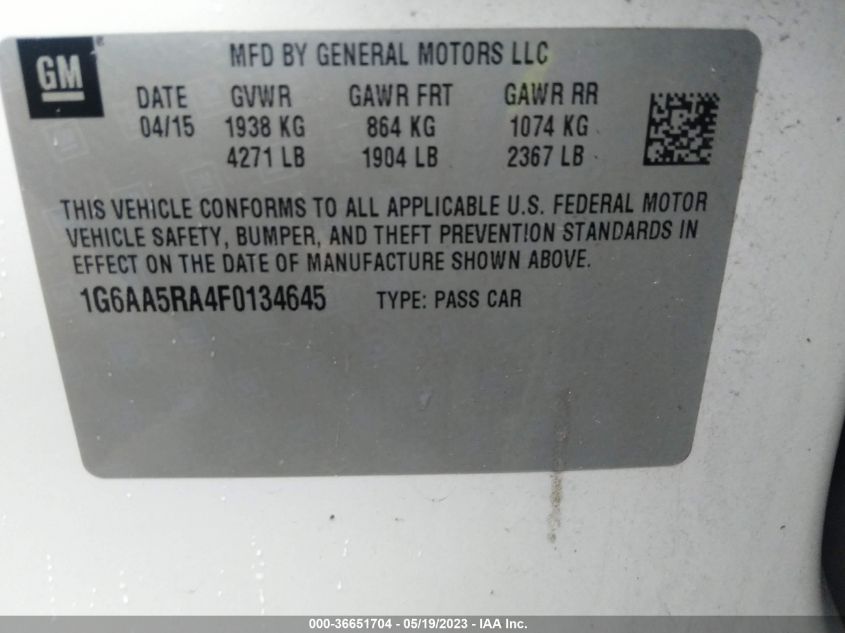 GM
MFD BY GENERAL MOTORS LLC
DATE GVWR GAWR FRT GAWR RR
04/15 1938 KG 864 KG 1074 KG
4271 LB 1904 LB 2367 LB
THIS VEHICLE CONFORMS TO ALL APPLICABLE U.S. FEDERAL MOTOR
VEHICLE SAFETY, BUMPER, AND THEFT PREVENTION STANDARDS IN
EFFECT ON THE DATE OF MANUFACTURE SHOWN ABOVE.
1G6AA5RA4F0134645 TYPE: PASS CAR
000-36651704 - 05/19/2023 - IAA Inc.